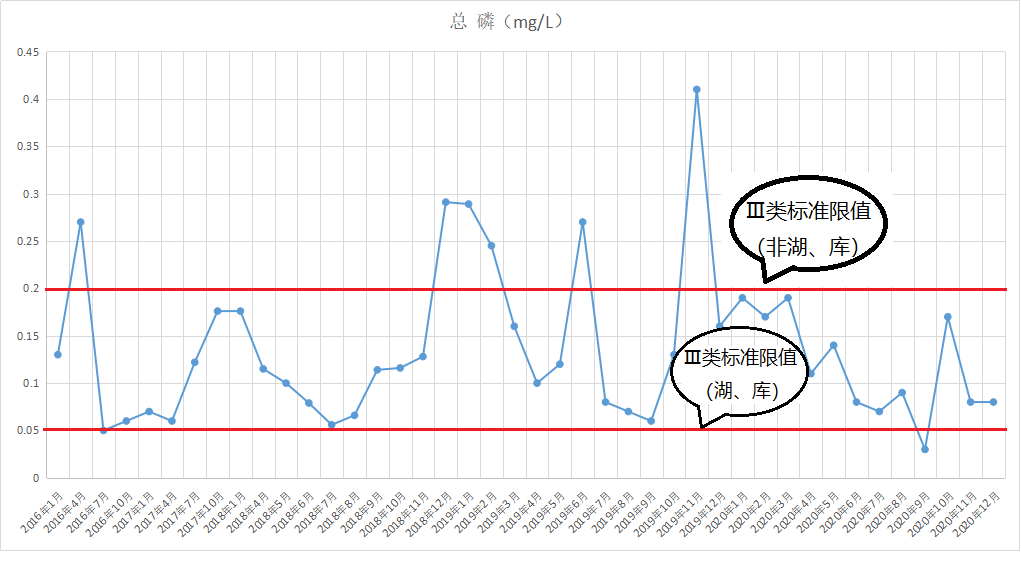 总 磷（mg/L）
0.45
0.4
0.35
0.3
0.25
0.2
0.15
0.1
0.05
0
Ⅲ类标准限值
（非湖、库）
Ⅲ类标准限值
（湖、库）
2016年1月
2016年4月
2016年7月
2016年10月
2017年1月
2017年4月
2017年7月
2017年10月
2018年1月
2018年4月
2018年5月
2018年6月
2018年7月
2018年8月
2018年9月
2018年10月
2018年11月
2018年12月
2019年1月
2019年2月
2019年3月
2019年4月
2019年5月
2019年6月
2019年7月
2019年8月
2019年9月
2019年10月
2019年11月
2019年12月
2020年1月
2020年2月
2020年3月
2020年4月
2020年5月
2020年6月
2020年7月
2020年8月
2020年9月
2020年10月
2020年11月
2020年12月